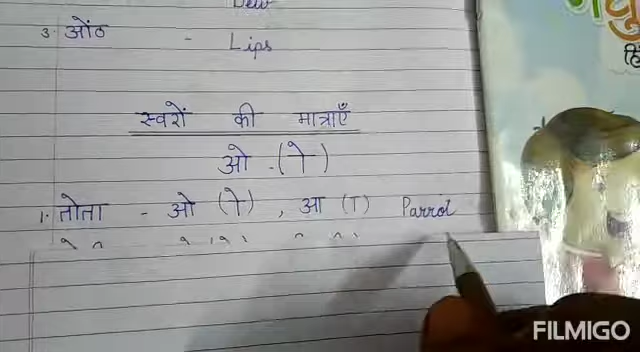 3. ओंठ - Lips
स्वरों की मात्राएँ
ओ - (ो)
1. तोता - ओ (ो), आ (ा) Parrot
FILMIGO